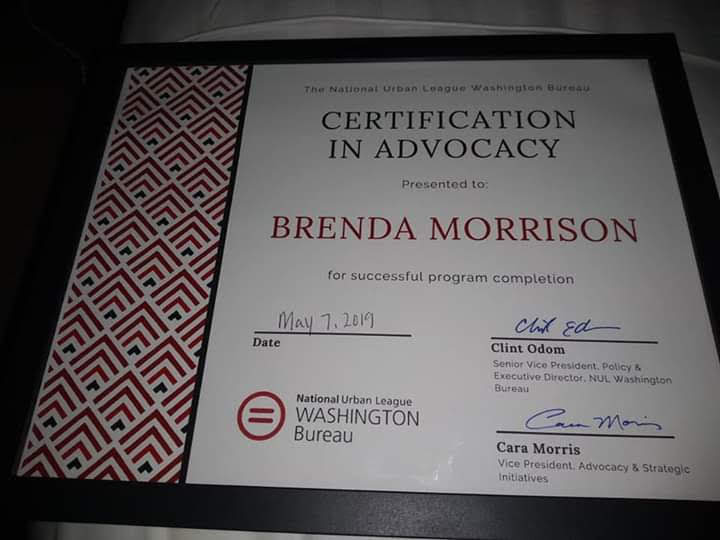 The National Urban League Washington Bureau
CERTIFICATION
IN ADVOCACY
Presented to:
BRENDA MORRISON
for successful program completion
May 7, 2019
Date
Clint Odom
Senior Vice President, Policy &
Executive Director, NUL Washington
Bureau
National Urban League
WASHINGTON
Bureau
Cara Morris
Cara Morris
Vice President, Advocacy & Strategic
Initiatives